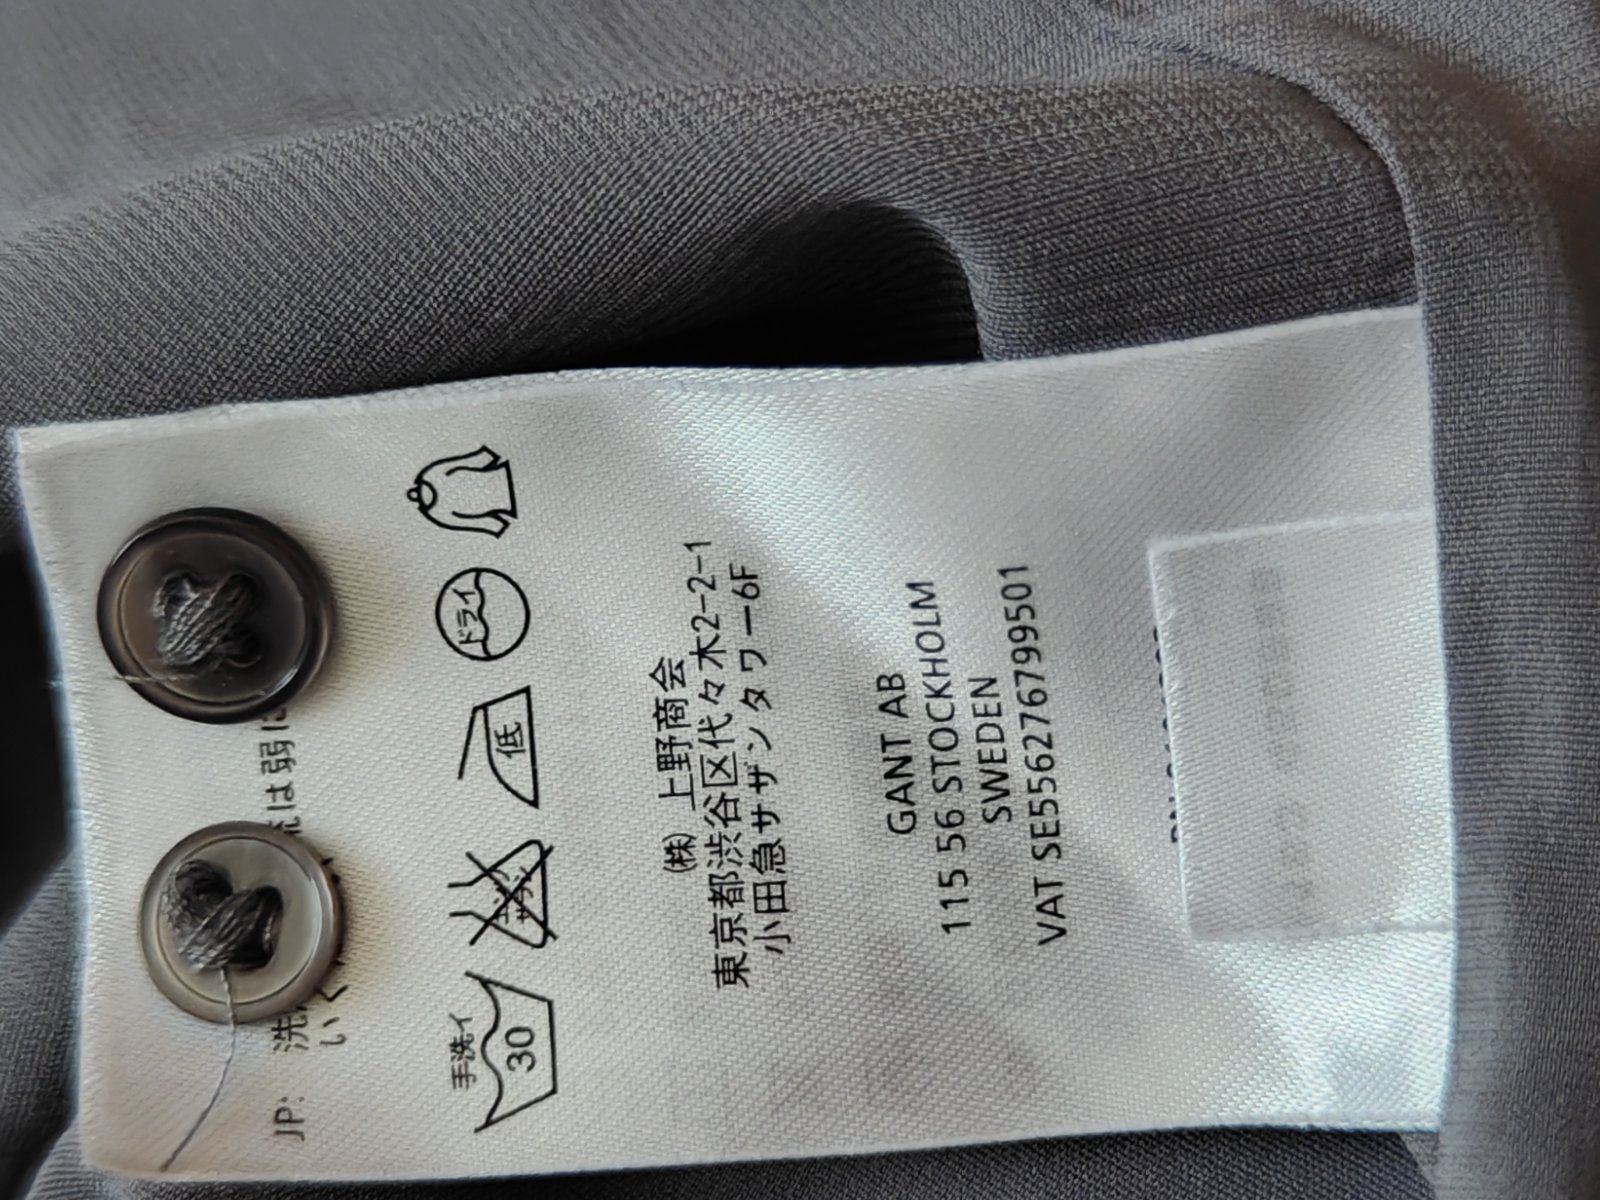 JP: 洗 は弱
いく
手洗イ
30
低
ドライ
(株) 上野商会
東京都渋谷区代々木2-2-1
小田急サザンタワー6F
GANT AB
115 56 STOCKHOLM
SWEDEN
VAT SE556276799501